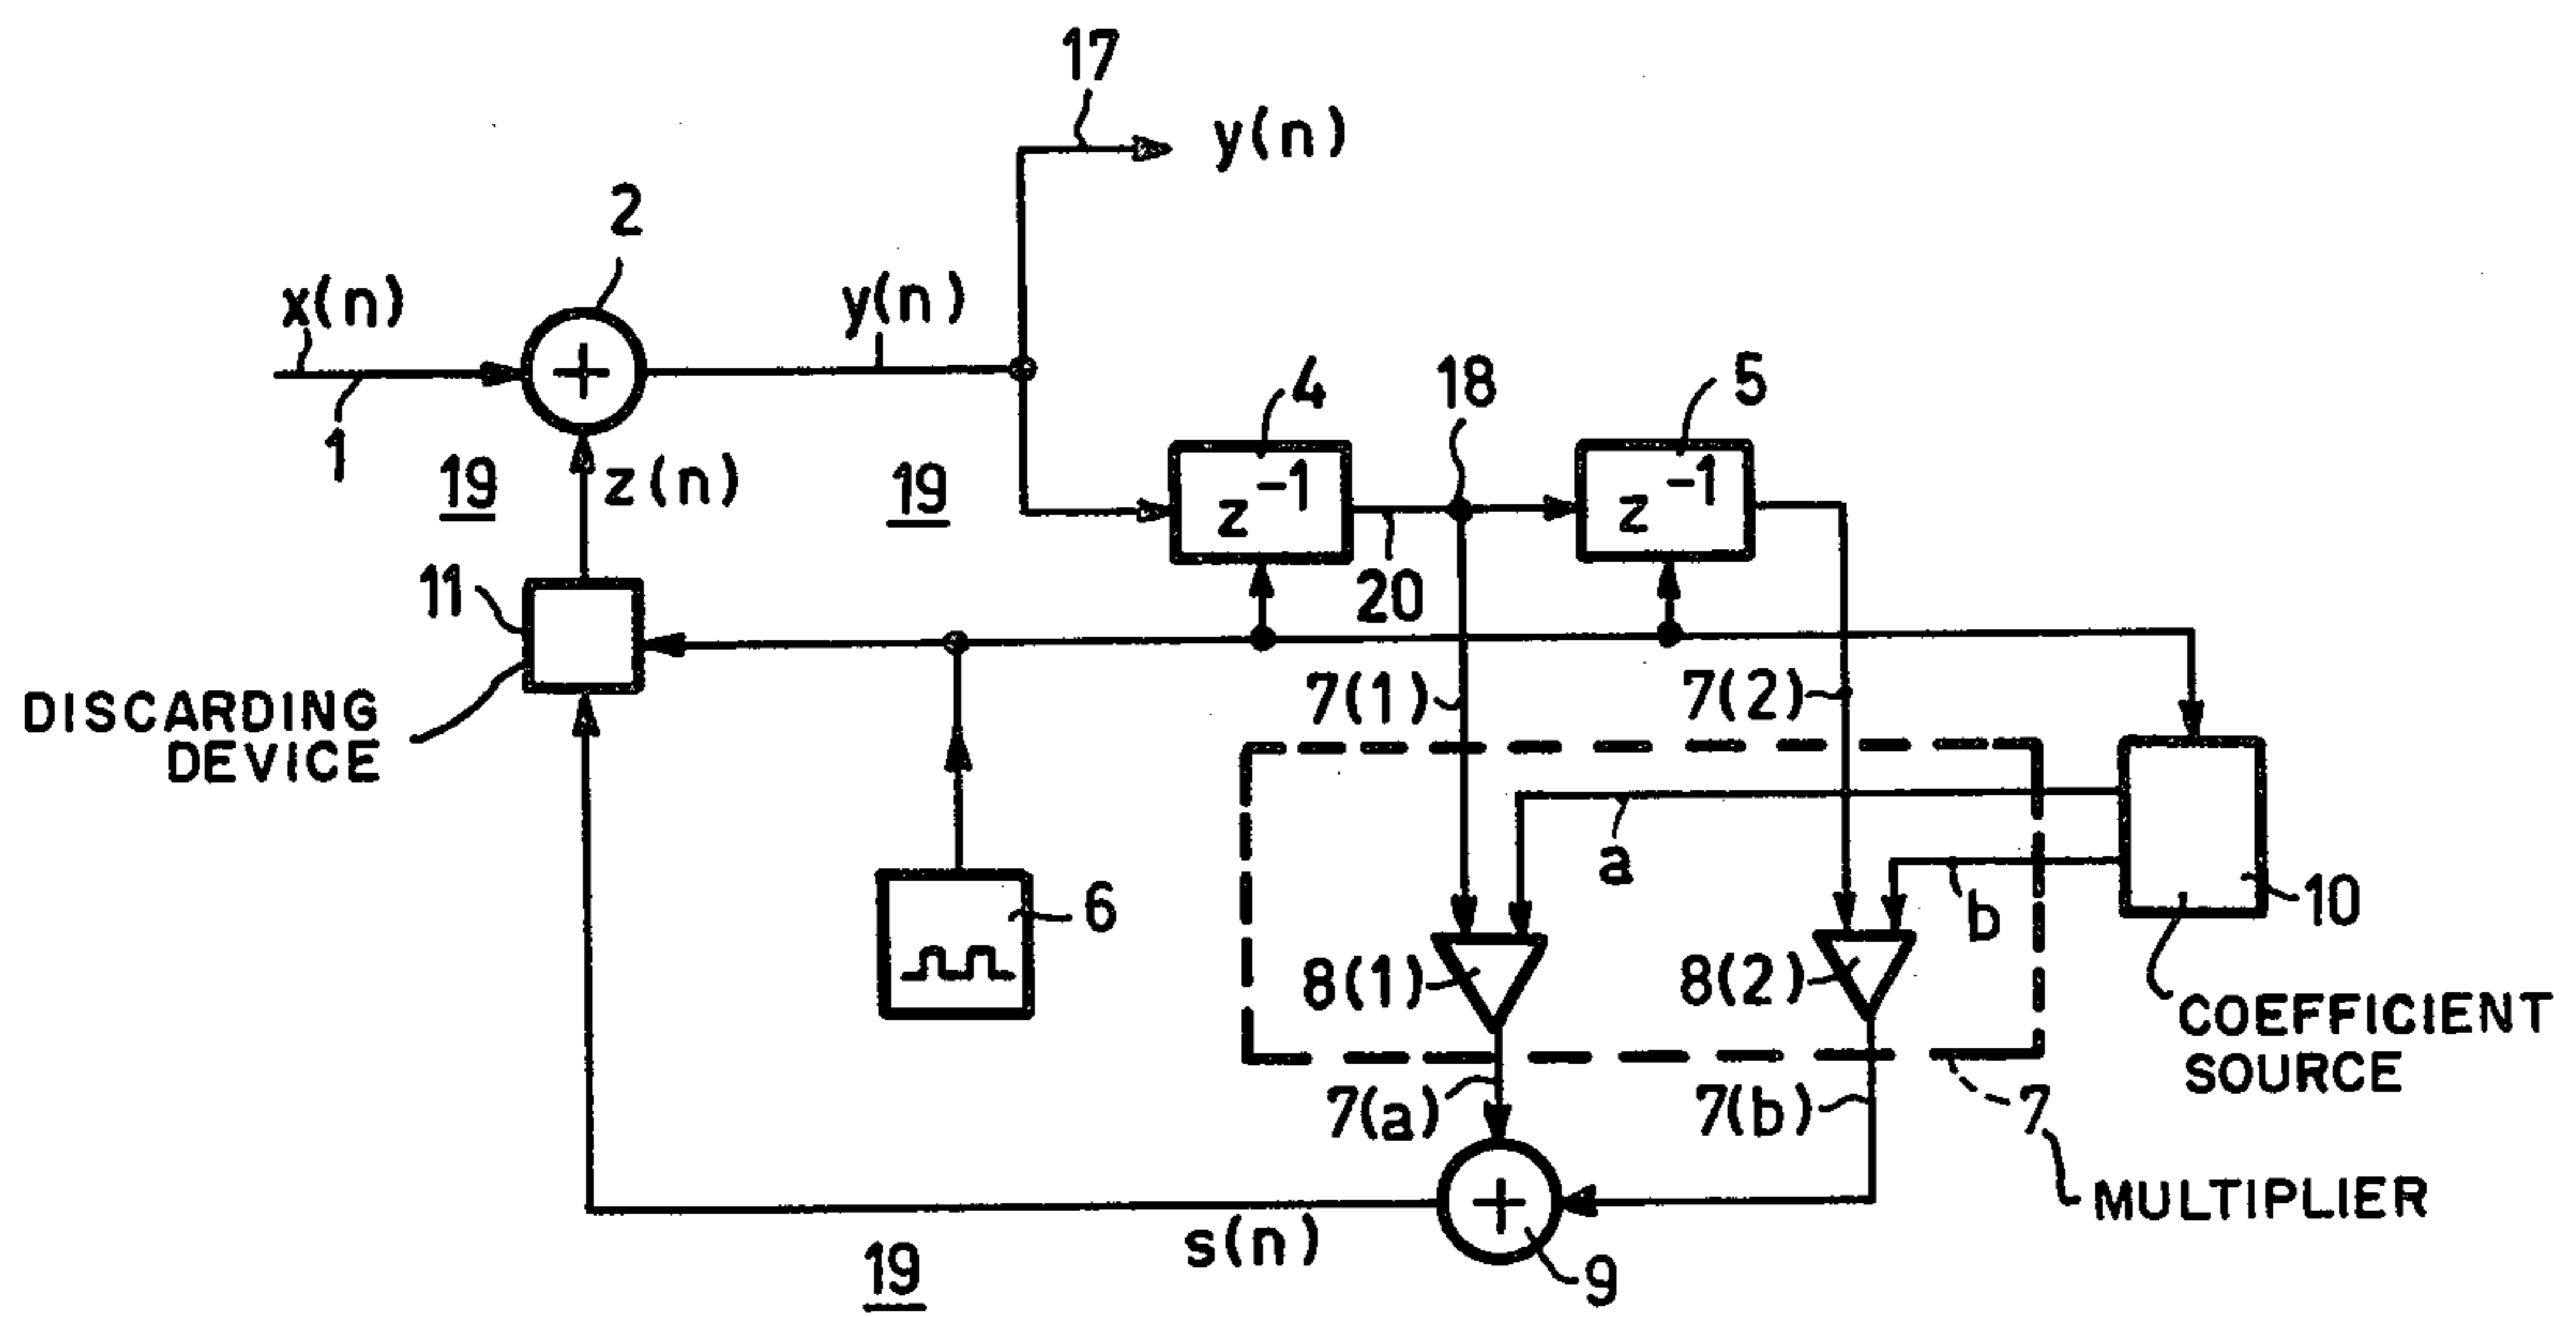 17
y(n)
2
x(n)
y(n)
1
19
z(n)
19
4
18
5
z⁻¹
z⁻¹
20
11
DISCARDING
DEVICE
7(1)
7(2)
6
a
b
10
8(1)
8(2)
COEFFICIENT
SOURCE
7(a)
7(b)
7
MULTIPLIER
s(n)
9
19